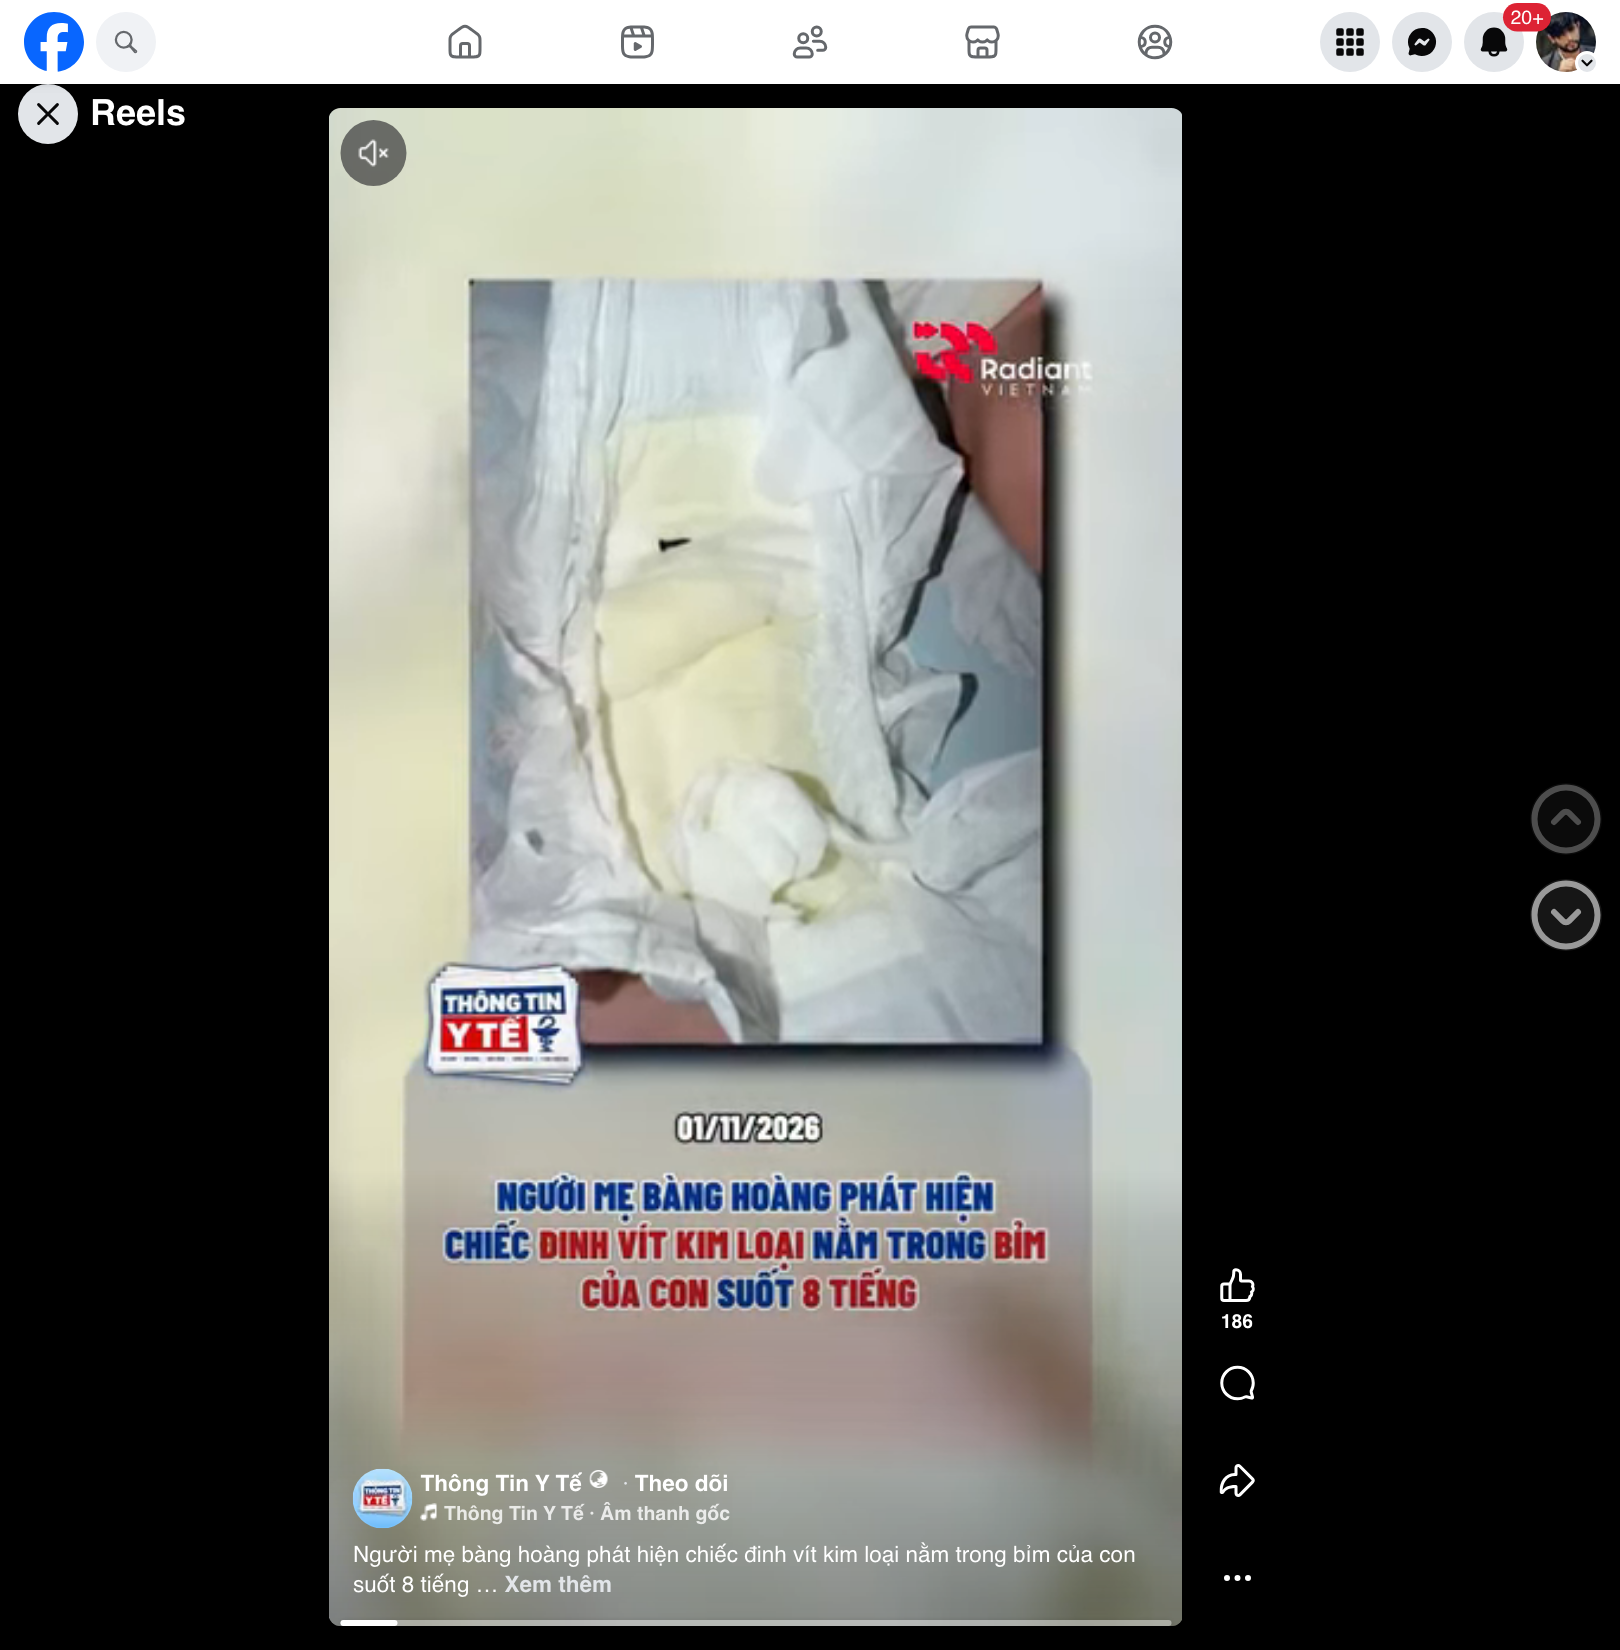 20+
Reels
Radiant
VIETNAM
THÔNG TIN
Y TẾ
01/11/2026
NGƯỜI MẸ BÀNG HOÀNG PHÁT HIỆN
CHIẾC ĐINH VÍT KIM LOẠI NẰM TRONG BỈM
CỦA CON SUỐT 8 TIẾNG
186
Thông Tin Y Tế · Theo dõi
Thông Tin Y Tế · Âm thanh gốc
Người mẹ bàng hoàng phát hiện chiếc đinh vít kim loại nằm trong bỉm của con
suốt 8 tiếng … Xem thêm